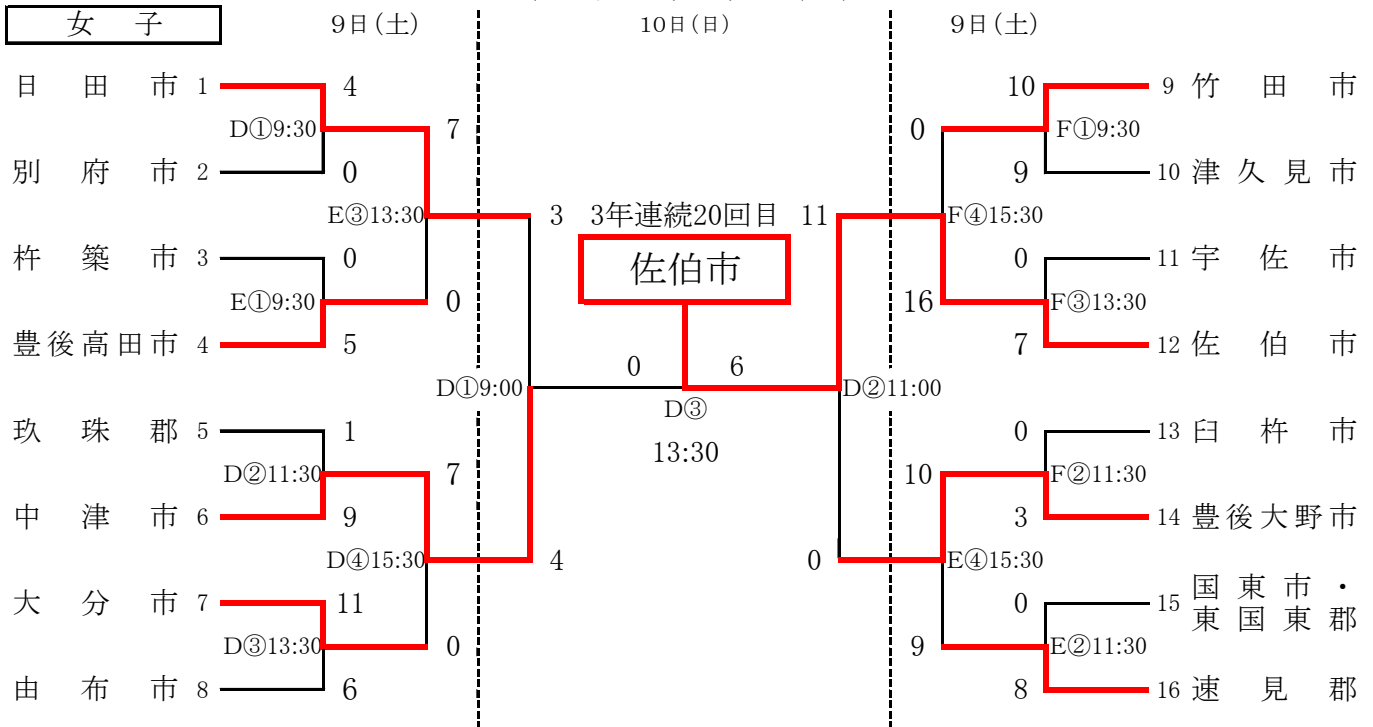 女 子
9日(土)
10日(日)
9日(土)
日田市 1
4
D①9:30
7
別府市 2
0
E③13:30
3
杵築市 3
0
E①9:30
0
豊後高田市 4
5
D①9:00
玖珠郡 5
1
D②11:30
7
中津市 6
9
D④15:30
4
大分市 7
11
D③13:30
0
由布市 8
6
3年連続20回目
佐伯市
0
6
D③
13:30
10
9 竹田市
0
F①9:30
9
10 津久見市
11
F④15:30
0
11 宇佐市
16
F③13:30
7
12 佐伯市
D②11:00
0
13 臼杵市
10
F②11:30
3
14 豊後大野市
0
E④15:30
0
15 国東市・
東国東郡
9
E②11:30
8
16 速見郡